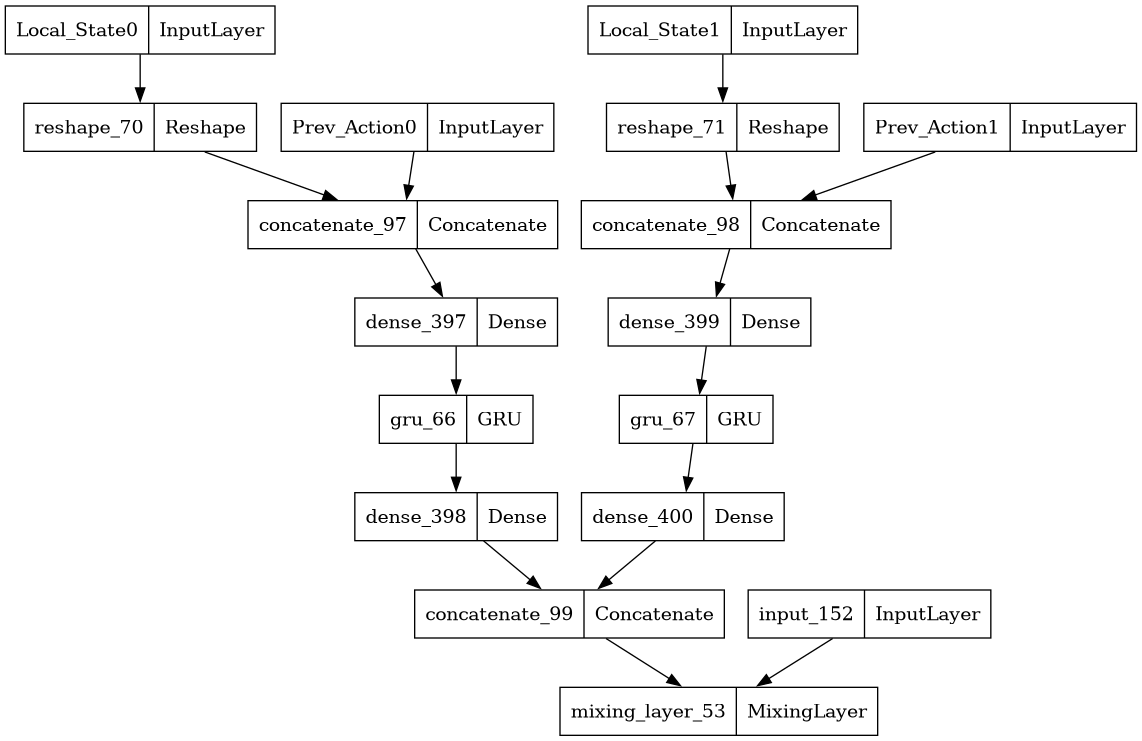 Local_State0 InputLayer
Local_State1 InputLayer
reshape_70 Reshape
Prev_Action0 InputLayer
reshape_71 Reshape
Prev_Action1 InputLayer
concatenate_97 Concatenate
concatenate_98 Concatenate
dense_397 Dense
dense_399 Dense
gru_66 GRU
gru_67 GRU
dense_398 Dense
dense_400 Dense
concatenate_99 Concatenate
input_152 InputLayer
mixing_layer_53 MixingLayer